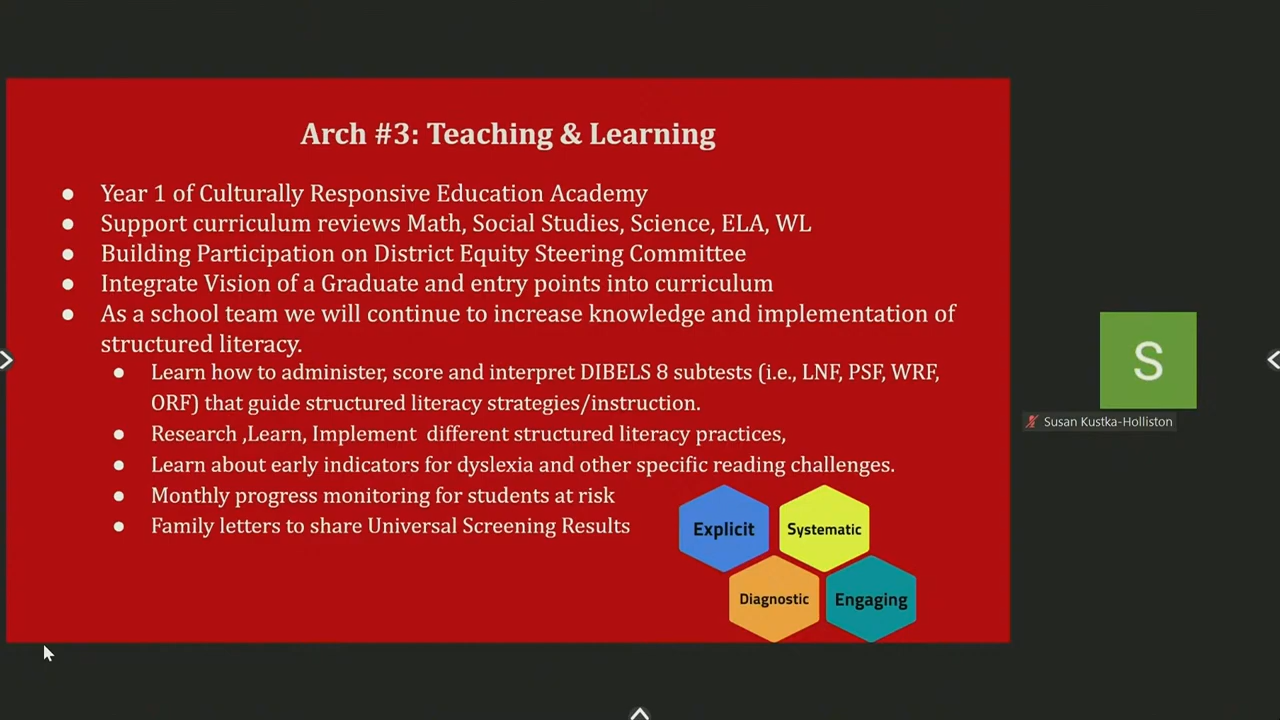 Arch #3: Teaching & Learning
● Year 1 of Culturally Responsive Education Academy
● Support curriculum reviews Math, Social Studies, Science, ELA, WL
● Building Participation on District Equity Steering Committee
● Integrate Vision of a Graduate and entry points into curriculum
● As a school team we will continue to increase knowledge and implementation of
structured literacy.
● Learn how to administer, score and interpret DIBELS 8 subtests (i.e., LNF, PSF, WRF,
ORF) that guide structured literacy strategies/instruction.
● Research ,Learn, Implement different structured literacy practices,
● Learn about early indicators for dyslexia and other specific reading challenges.
● Monthly progress monitoring for students at risk
● Family letters to share Universal Screening Results
Explicit
Systematic
Diagnostic
Engaging
S
Susan Kustka-Holliston